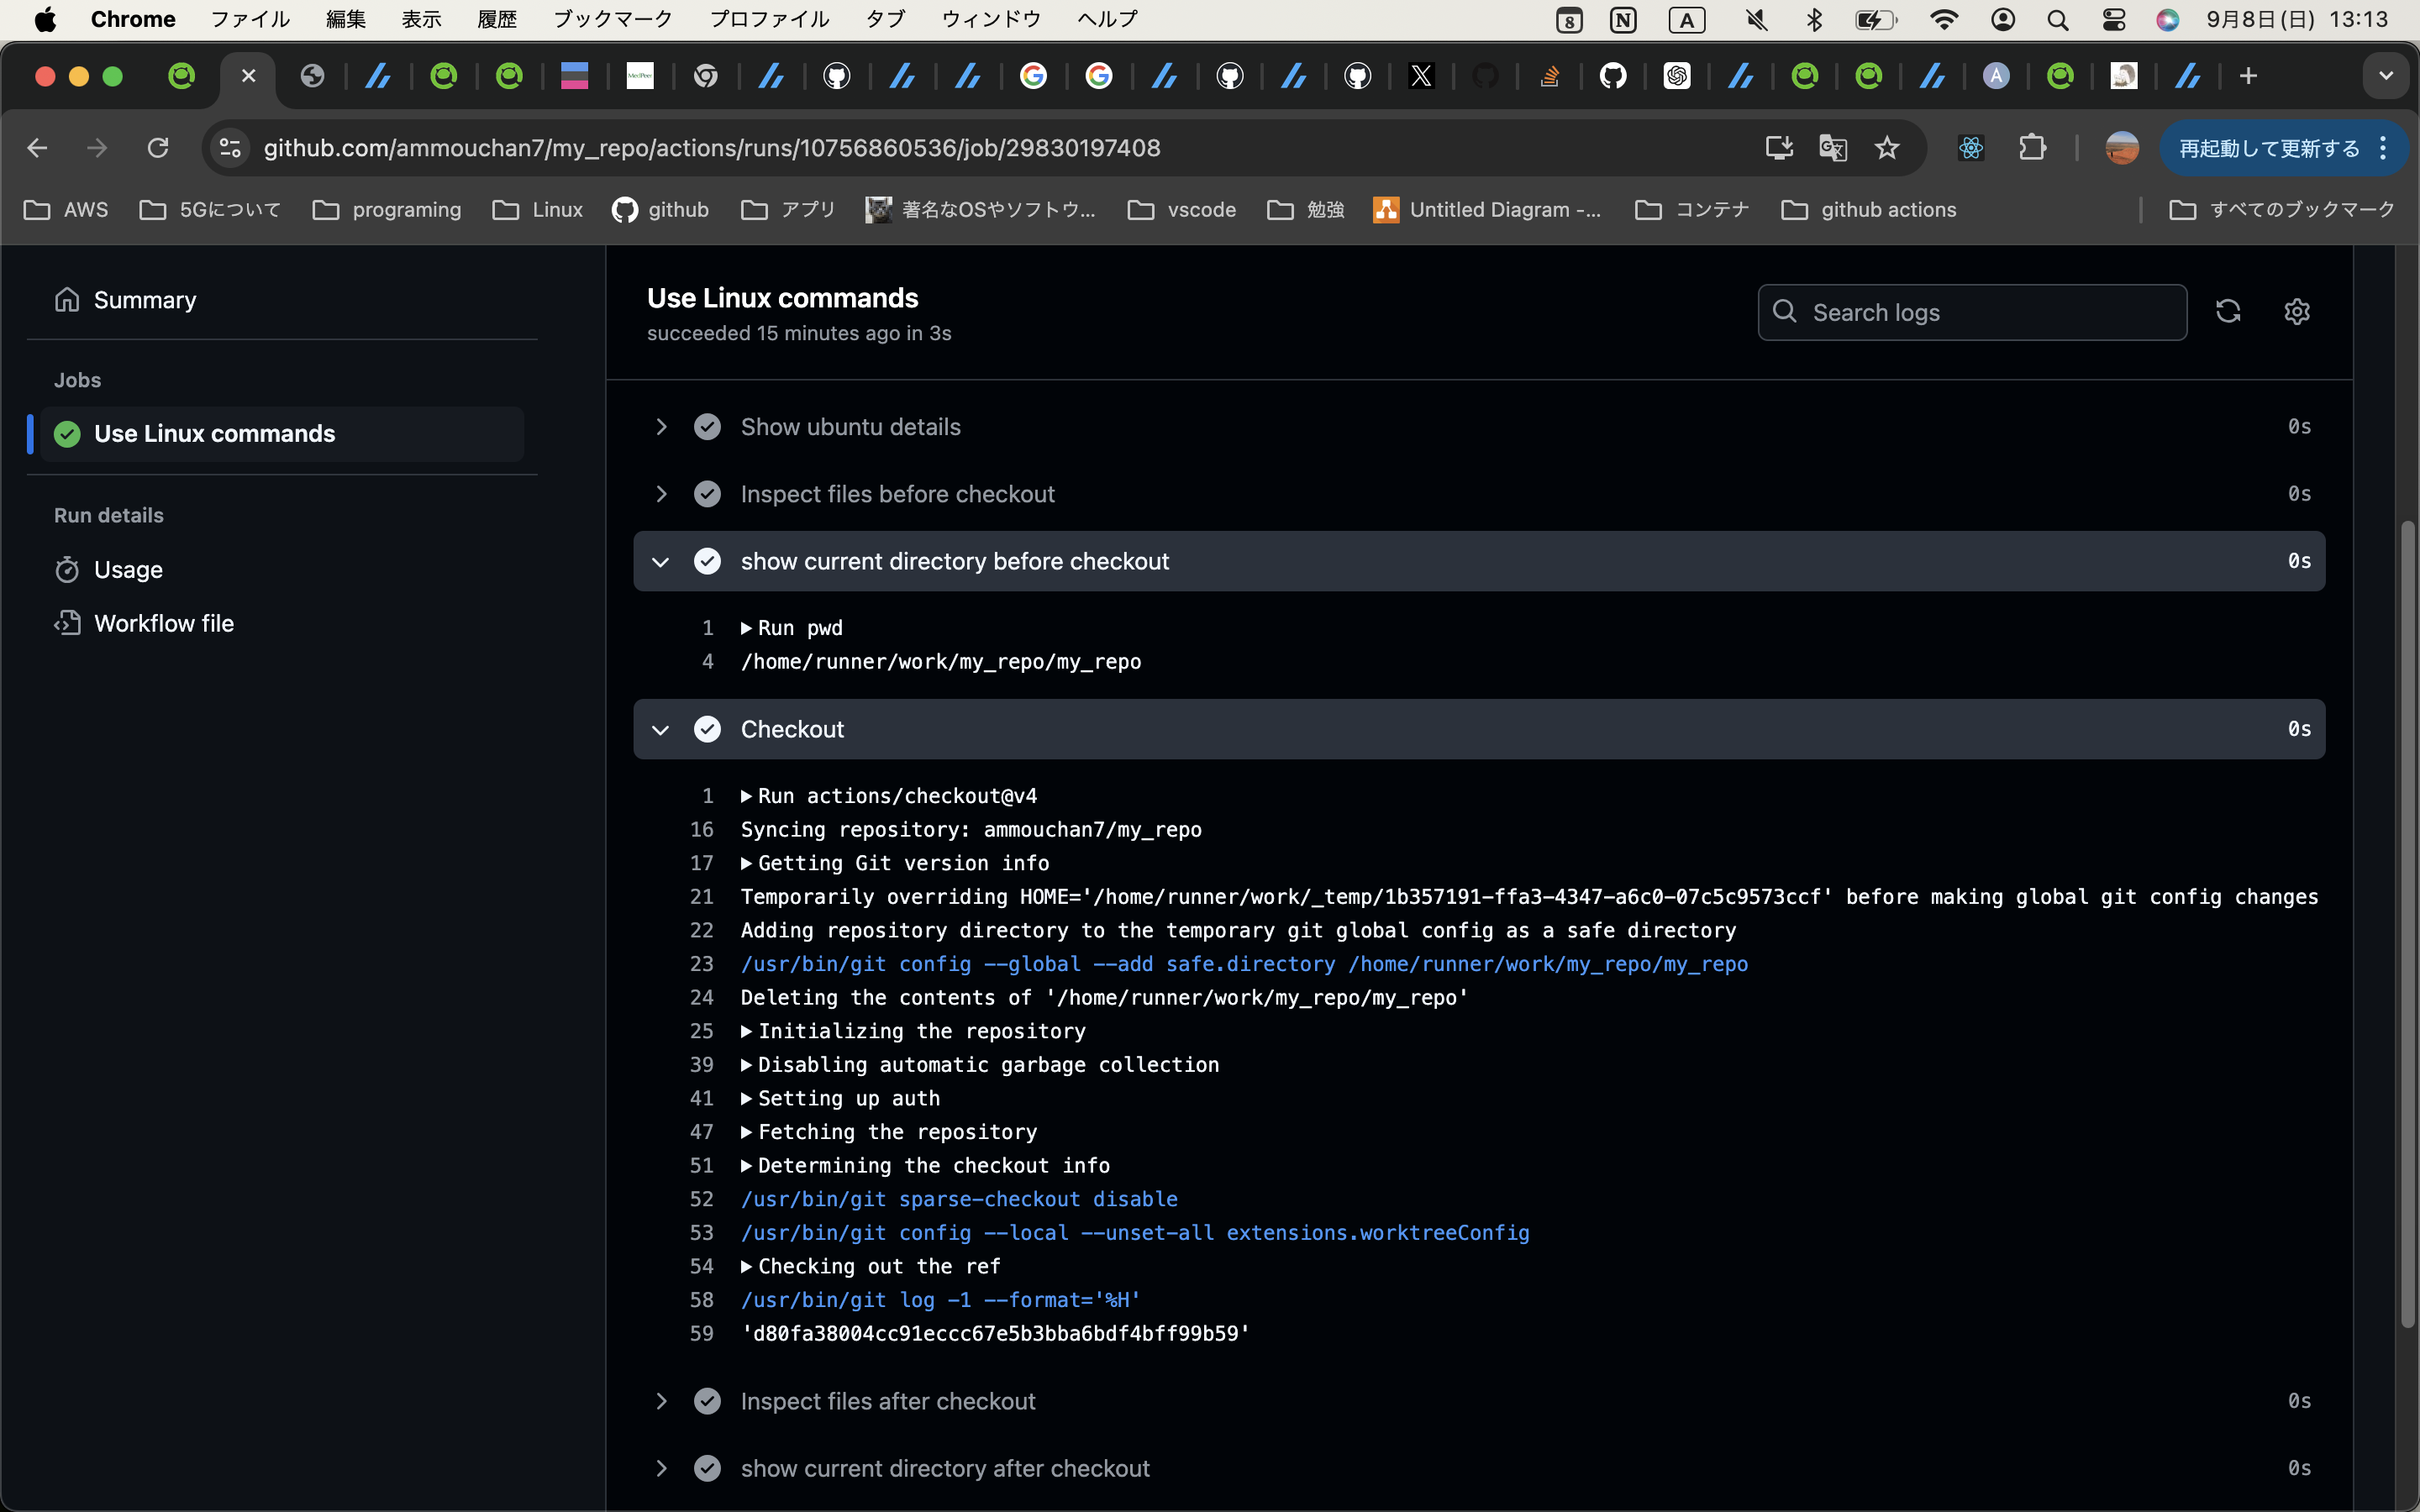 Chrome ファイル 編集 表示 履歴 ブックマーク プロファイル タブ ウィンドウ ヘルプ 8 N A 9月8日(日) 13:13
MedPeer A
github.com/ammouchan7/my_repo/actions/runs/10756860536/job/29830197408 再起動して更新する
AWS 5Gについて programing Linux github アプリ 著名なOSやソフトウ... vscode 勉強 Untitled Diagram -... コンテナ github actions すべてのブックマーク
Summary
Jobs
Use Linux commands
Run details
Usage
Workflow file
Use Linux commands
succeeded 15 minutes ago in 3s
Search logs
Show ubuntu details 0s
Inspect files before checkout 0s
show current directory before checkout 0s
1 Run pwd
4 /home/runner/work/my_repo/my_repo
Checkout 0s
1 Run actions/checkout@v4
16 Syncing repository: ammouchan7/my_repo
17 Getting Git version info
21 Temporarily overriding HOME='/home/runner/work/_temp/1b357191-ffa3-4347-a6c0-07c5c9573ccf' before making global git config changes
22 Adding repository directory to the temporary git global config as a safe directory
23 /usr/bin/git config --global --add safe.directory /home/runner/work/my_repo/my_repo
24 Deleting the contents of '/home/runner/work/my_repo/my_repo'
25 Initializing the repository
39 Disabling automatic garbage collection
41 Setting up auth
47 Fetching the repository
51 Determining the checkout info
52 /usr/bin/git sparse-checkout disable
53 /usr/bin/git config --local --unset-all extensions.worktreeConfig
54 Checking out the ref
58 /usr/bin/git log -1 --format='%H'
59 'd80fa38004cc91eccc67e5b3bba6bdf4bff99b59'
Inspect files after checkout 0s
show current directory after checkout 0s